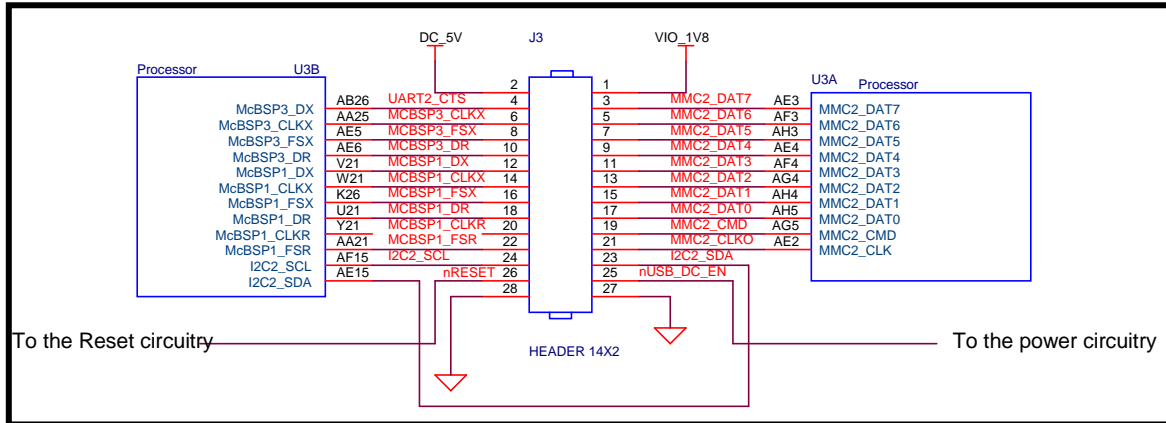 DC_5V J3 VIO_1V8
Processor U3B
U3A Processor
2 1
McBSP3_DX AB26 UART2_CTS 4 3 MMC2_DAT7 AE3 MMC2_DAT7
McBSP3_CLKX AA25 MCBSP3_CLKX 6 5 MMC2_DAT6 AF3 MMC2_DAT6
McBSP3_FSX AE5 MCBSP3_FSX 8 7 MMC2_DAT5 AH3 MMC2_DAT5
McBSP3_DR AE6 MCBSP3_DR 10 9 MMC2_DAT4 AE4 MMC2_DAT4
McBSP1_DX V21 MCBSP1_DX 12 11 MMC2_DAT3 AF4 MMC2_DAT3
McBSP1_CLKX W21 MCBSP1_CLKX 14 13 MMC2_DAT2 AG4 MMC2_DAT2
McBSP1_FSX K26 MCBSP1_FSX 16 15 MMC2_DAT1 AH4 MMC2_DAT1
McBSP1_DR U21 MCBSP1_DR 18 17 MMC2_DAT0 AH5 MMC2_DAT0
McBSP1_CLKR Y21 MCBSP1_CLKR 20 19 MMC2_CMD AG5 MMC2_CMD
McBSP1_FSR AA21 MCBSP1_FSR 22 21 MMC2_CLKO AE2 MMC2_CLK
I2C2_SCL AF15 I2C2_SCL 24 23 I2C2_SDA
I2C2_SDA AE15 nRESET 26 25 nUSB_DC_EN
28 27
To the Reset circuitry
To the power circuitry
HEADER 14X2